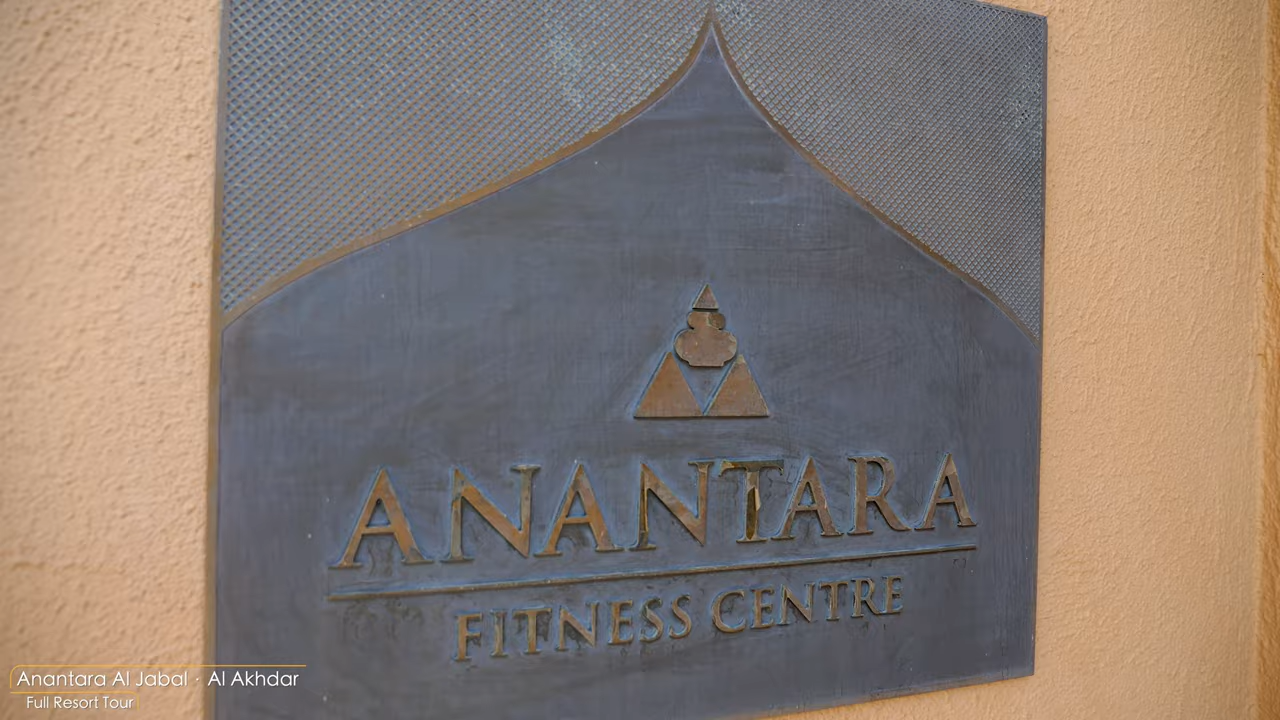 ANANTARA
FITNESS CENTRE
Anantara Al Jabal · Al Akhdar
Full Resort Tour